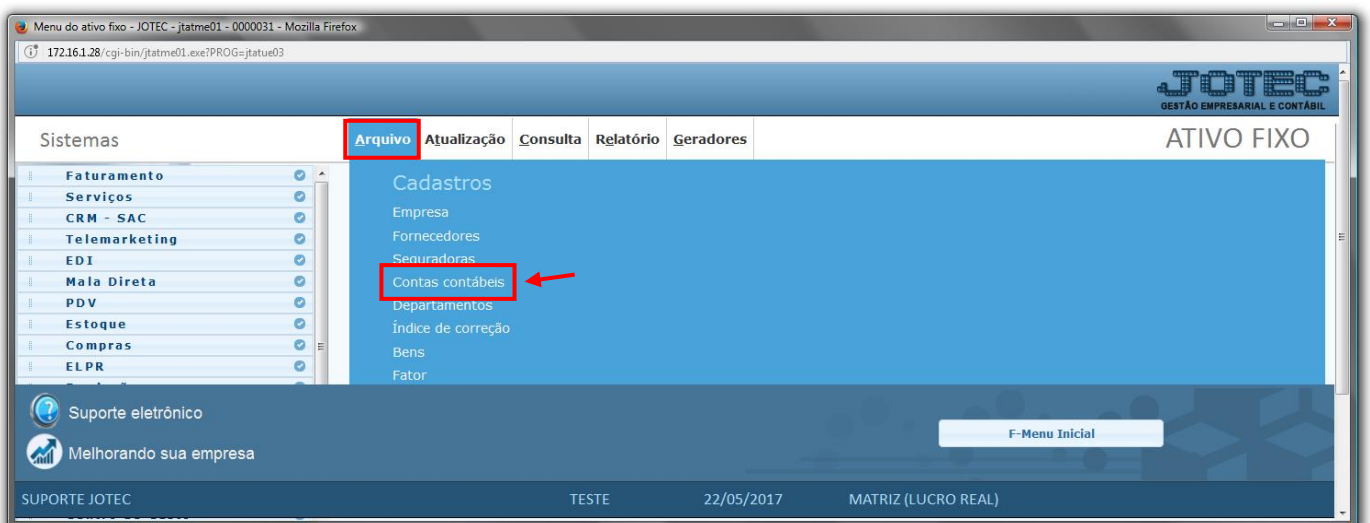 Menu do ativo fixo - JOTEC - jtatme01 - 0000031 - Mozilla Firefox
172.16.1.28/cgi-bin/jtatme01.exe?PROG=jtatue03
JOTEC
GESTÃO EMPRESARIAL E CONTÁBIL
Sistemas
Arquivo Atualização Consulta Relatório Geradores
ATIVO FIXO
Faturamento
Serviços
CRM - SAC
Telemarketing
EDI
Mala Direta
PDV
Estoque
Compras
ELPR
Cadastros
Empresa
Fornecedores
Seguradoras
Contas contábeis
Departamentos
Índice de correção
Bens
Fator
Suporte eletrônico
Melhorando sua empresa
F-Menu Inicial
SUPORTE JOTEC TESTE 22/05/2017 MATRIZ (LUCRO REAL)